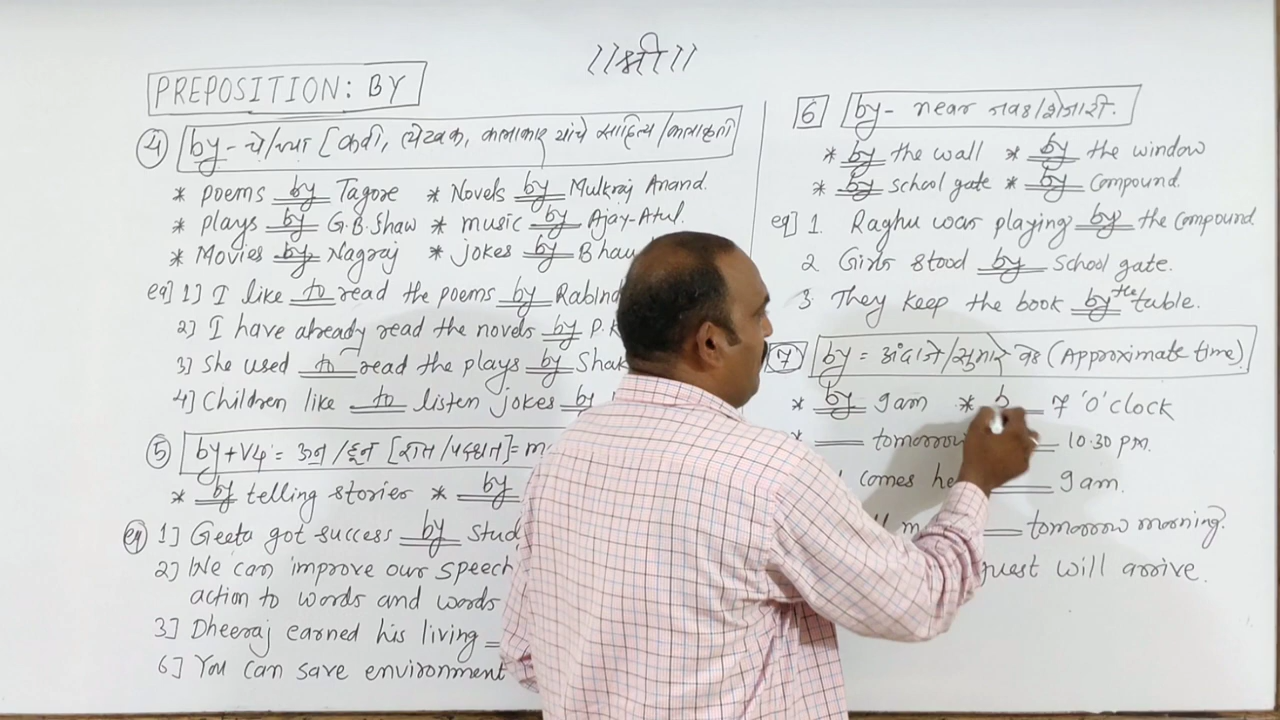 ।।श्री।।
PREPOSITION: BY
4 by - चे/च्या [कवी, लेखक, कलाकार यांचे साहित्य/कलाकृती
* poems by Tagore * Novels by Mulkraj Anand.
* plays by G.B.Shaw * music by Ajay-Atul.
* Movies by Nagraj * jokes by Bhau
eg] 1] I like to read the poems by Rabind
2] I have already read the novels by P.K
3] She used to read the plays by Shak
4] Children like to listen jokes by
5 by+V4 = ऊन/हून
* by telling stories * by
eg 1] Geeta got success by Stud
2] We can improve our speech
action to words and words
3] Dheeraj earned his living
6] You can save environment
6 by - near जवळ/शेजारी.
* by the wall * by the window
* by school gate * by Compound.
eg] 1. Raghu was playing by the Compound
2 Girls stood by School gate.
3. They keep the book by the table.
7 by = अंदाजे/सुमारे वेळ (Approximate time)
* by 9am * b 7 'O'clock
* tomorrow 10.30 pm.
comes he 9am.
tomorrow morning.
guest will arrive.